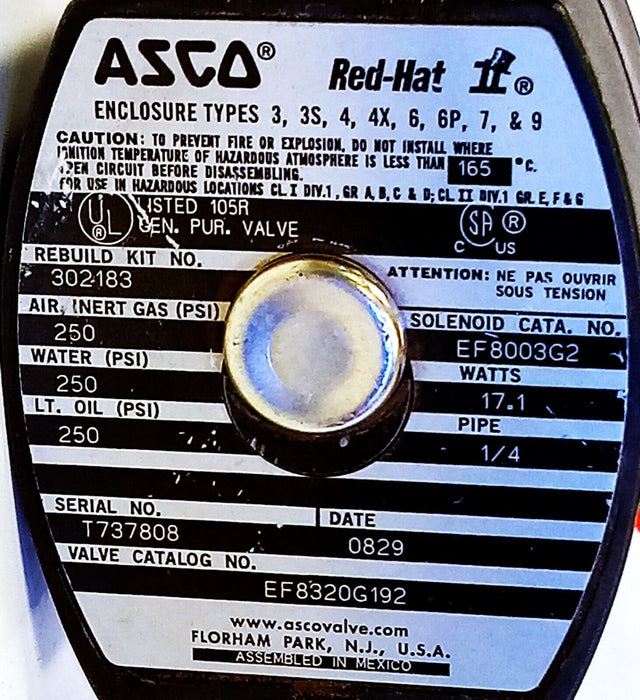 ASCO® Red-Hat II®
ENCLOSURE TYPES 3, 3S, 4, 4X, 6, 6P, 7, & 9
CAUTION: TO PREVENT FIRE OR EXPLOSION, DO NOT INSTALL WHERE
IGNITION TEMPERATURE OF HAZARDOUS ATMOSPHERE IS LESS THAN 165 °C.
OPEN CIRCUIT BEFORE DISASSEMBLING.
FOR USE IN HAZARDOUS LOCATIONS CL.I DIV.1, GR A, B, C & D; CL.II DIV.1 GR. E, F & G
UL® LISTED 105R
GEN. PUR. VALVE
C SA® US
REBUILD KIT NO.
302183
ATTENTION: NE PAS OUVRIR
SOUS TENSION
AIR, INERT GAS (PSI)
250
SOLENOID CATA. NO.
EF8003G2
WATER (PSI)
250
WATTS
17.1
LT. OIL (PSI)
250
PIPE
1/4
SERIAL NO.
T737808
DATE
0829
VALVE CATALOG NO.
EF8320G192
www.ascovalve.com
FLORHAM PARK, N.J., U.S.A.
ASSEMBLED IN MEXICO